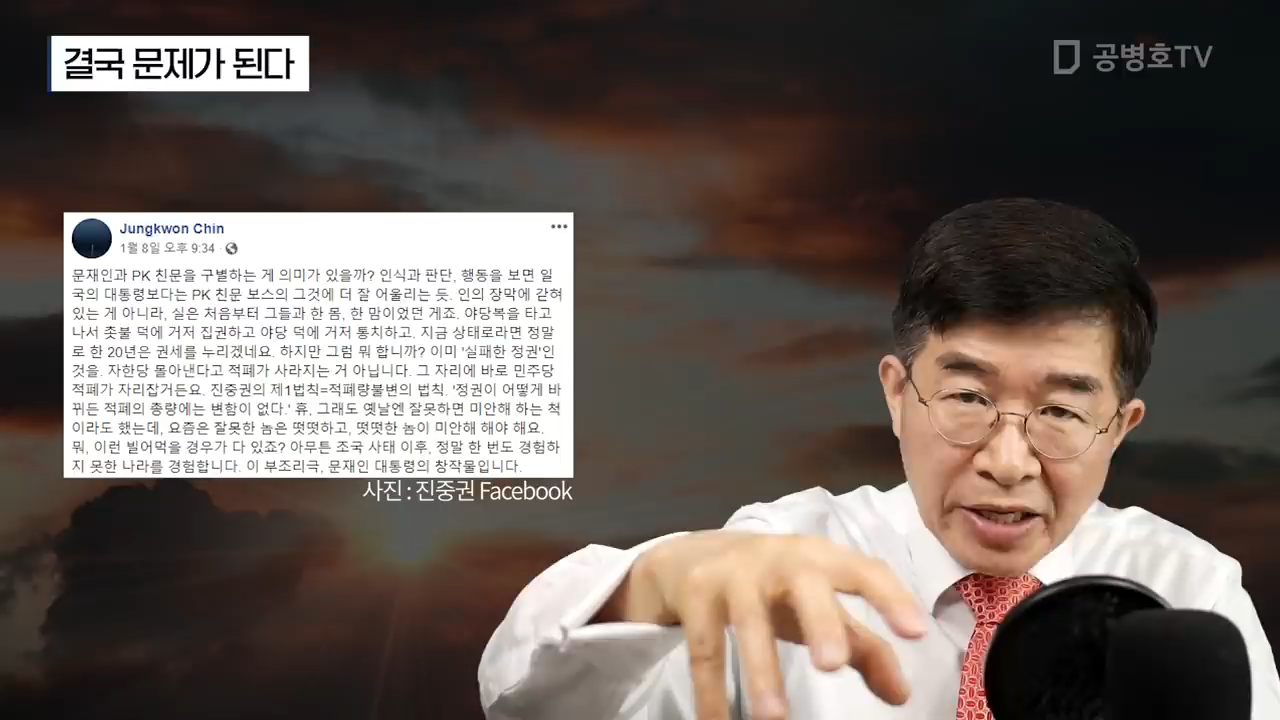 결국 문제가 된다
공병호TV
Jungkwon Chin
1월 8일 오후 9:34
문재인과 PK 친문을 구별하는 게 의미가 있을까? 인식과 판단, 행동을 보면 일
국의 대통령보다는 PK 친문 보스의 그것에 더 잘 어울리는 듯. 인의 장막에 갇혀
있는 게 아니라, 실은 처음부터 그들과 한 몸, 한 맘이었던 게죠. 야당복을 타고
나서 촛불 덕에 거저 집권하고 야당 덕에 거저 통치하고. 지금 상태로라면 정말
로 한 20년은 권세를 누리겠네요. 하지만 그럼 뭐 합니까? 이미 '실패한 정권'인
것을. 자한당 몰아낸다고 적폐가 사라지는 거 아닙니다. 그 자리에 바로 민주당
적폐가 자리잡거든요. 진중권의 제1법칙=적폐량불변의 법칙. '정권이 어떻게 바
뀌든 적폐의 총량에는 변함이 없다.' 휴, 그래도 옛날엔 잘못하면 미안해 하는 척
이라도 했는데, 요즘은 잘못한 놈은 떳떳하고, 떳떳한 놈이 미안해 해야 해요.
뭐, 이런 빌어먹을 경우가 다 있죠? 아무튼 조국 사태 이후, 정말 한 번도 경험하
지 못한 나라를 경험합니다. 이 부조리극, 문재인 대통령의 창작물입니다.
사진 : 진중권 Facebook